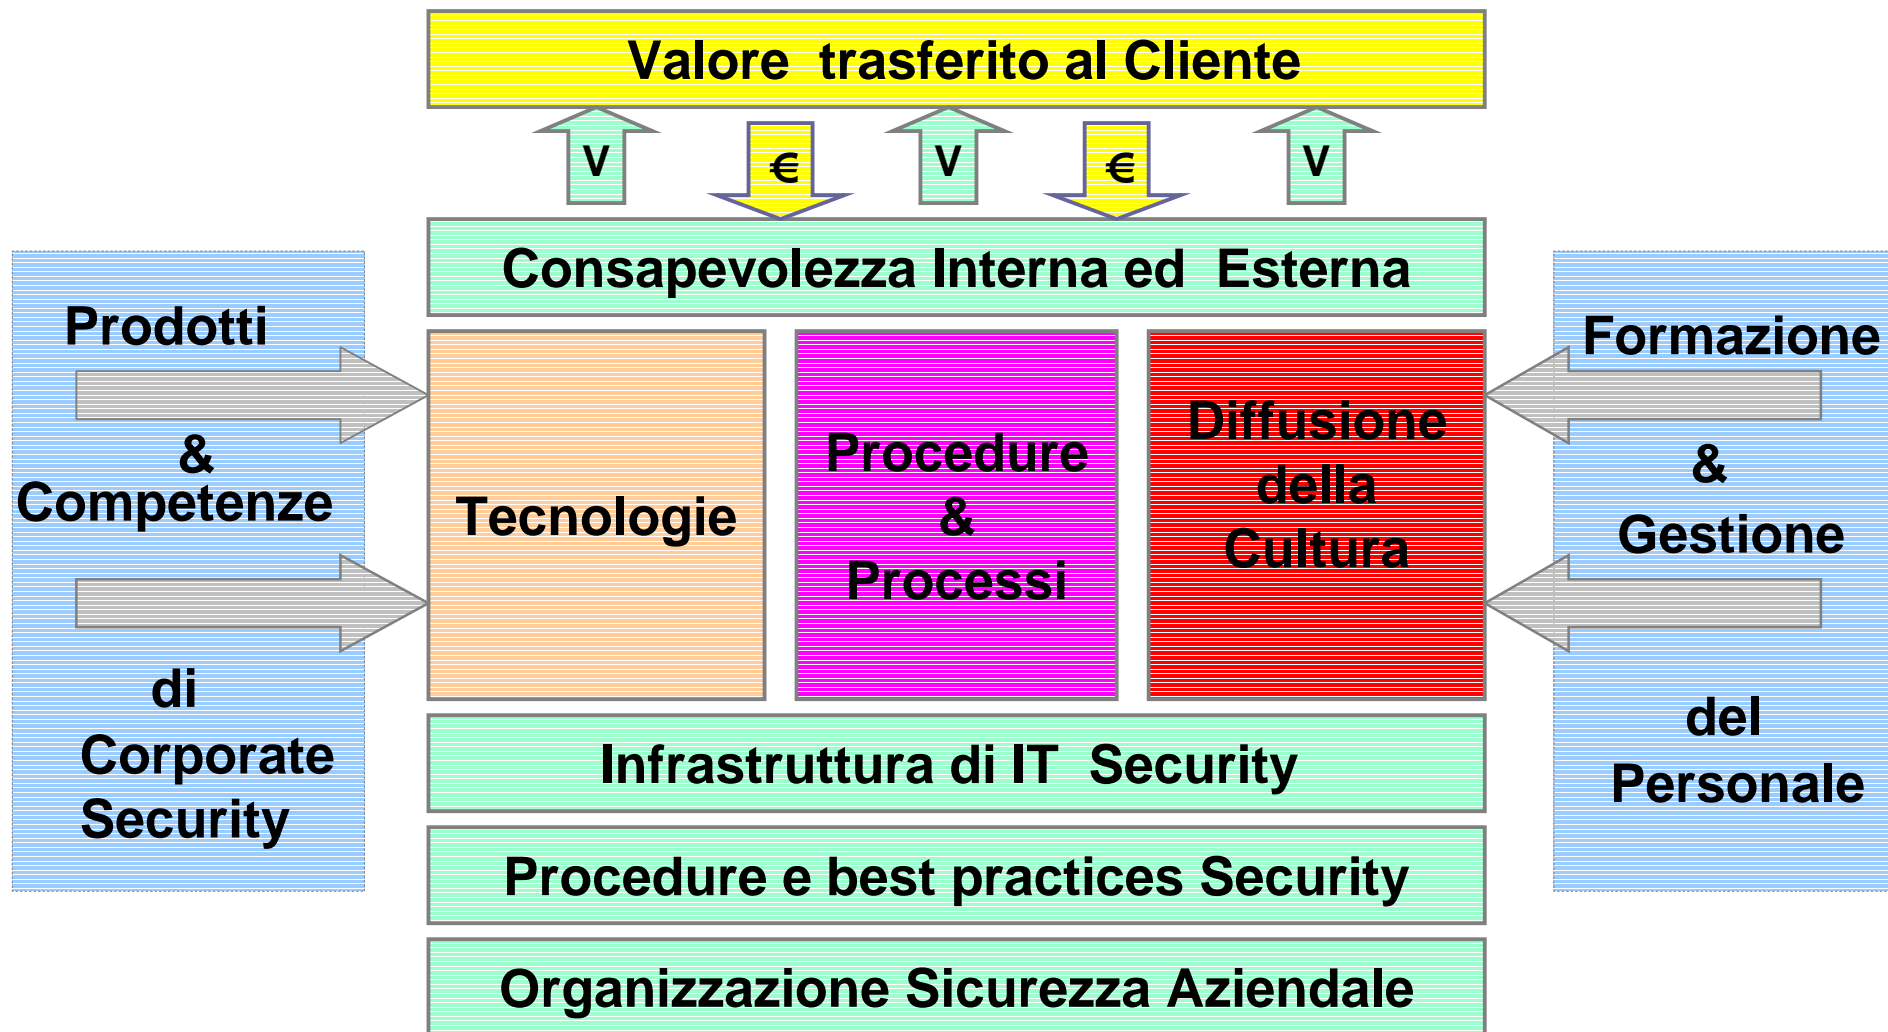 Valore trasferito al Cliente
V
€
V
€
V
Consapevolezza Interna ed Esterna
Prodotti
&
Competenze
di
Corporate
Security
Tecnologie
Procedure
&
Processi
Diffusione
della
Cultura
Formazione
&
Gestione
del
Personale
Infrastruttura di IT Security
Procedure e best practices Security
Organizzazione Sicurezza Aziendale